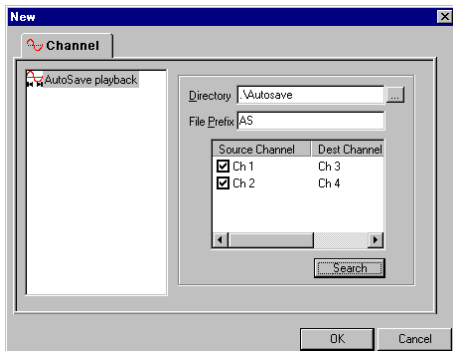 New
Channel
AutoSave playback
Directory .\Autosave ...
File Prefix AS
Source Channel Dest Channel
Ch 1 Ch 3
Ch 2 Ch 4
Search
OK Cancel